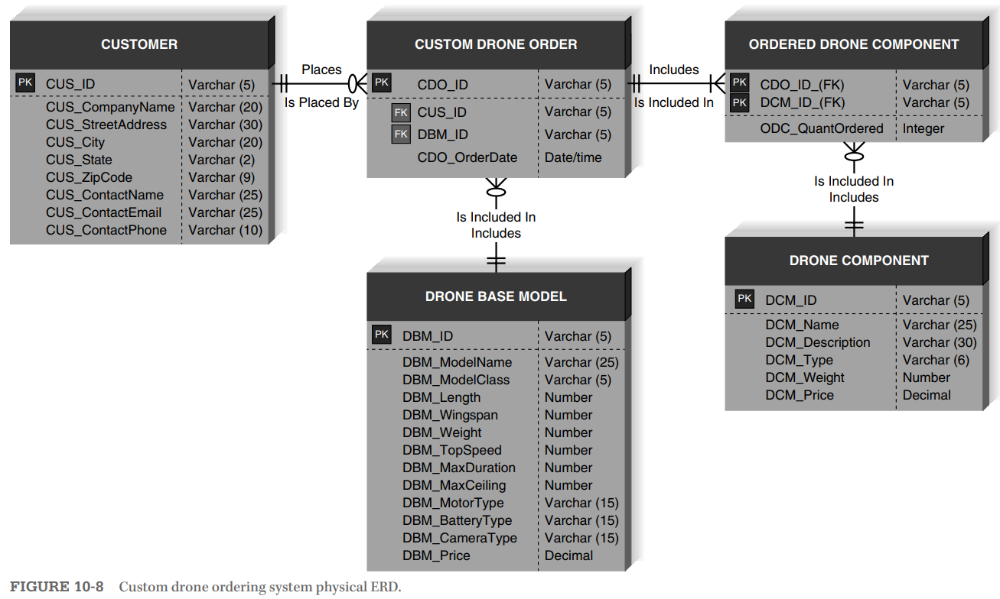 CUSTOMER
PK CUS_ID Varchar (5)
CUS_CompanyName Varchar (20)
CUS_StreetAddress Varchar (30)
CUS_City Varchar (20)
CUS_State Varchar (2)
CUS_ZipCode Varchar (9)
CUS_ContactName Varchar (25)
CUS_ContactEmail Varchar (25)
CUS_ContactPhone Varchar (10)
Places
Is Placed By
CUSTOM DRONE ORDER
PK CDO_ID Varchar (5)
FK CUS_ID Varchar (5)
FK DBM_ID Varchar (5)
CDO_OrderDate Date/time
Includes
Is Included In
ORDERED DRONE COMPONENT
PK CDO_ID_(FK) Varchar (5)
PK DCM_ID_(FK) Varchar (5)
ODC_QuantOrdered Integer
Is Included In
Includes
DRONE BASE MODEL
PK DBM_ID Varchar (5)
DBM_ModelName Varchar (25)
DBM_ModelClass Varchar (5)
DBM_Length Number
DBM_Wingspan Number
DBM_Weight Number
DBM_TopSpeed Number
DBM_MaxDuration Number
DBM_MaxCeiling Number
DBM_MotorType Varchar (15)
DBM_BatteryType Varchar (15)
DBM_CameraType Varchar (15)
DBM_Price Decimal
Is Included In
Includes
DRONE COMPONENT
PK DCM_ID Varchar (5)
DCM_Name Varchar (25)
DCM_Description Varchar (30)
DCM_Type Varchar (6)
DCM_Weight Number
DCM_Price Decimal
FIGURE 10-8 Custom drone ordering system physical ERD.